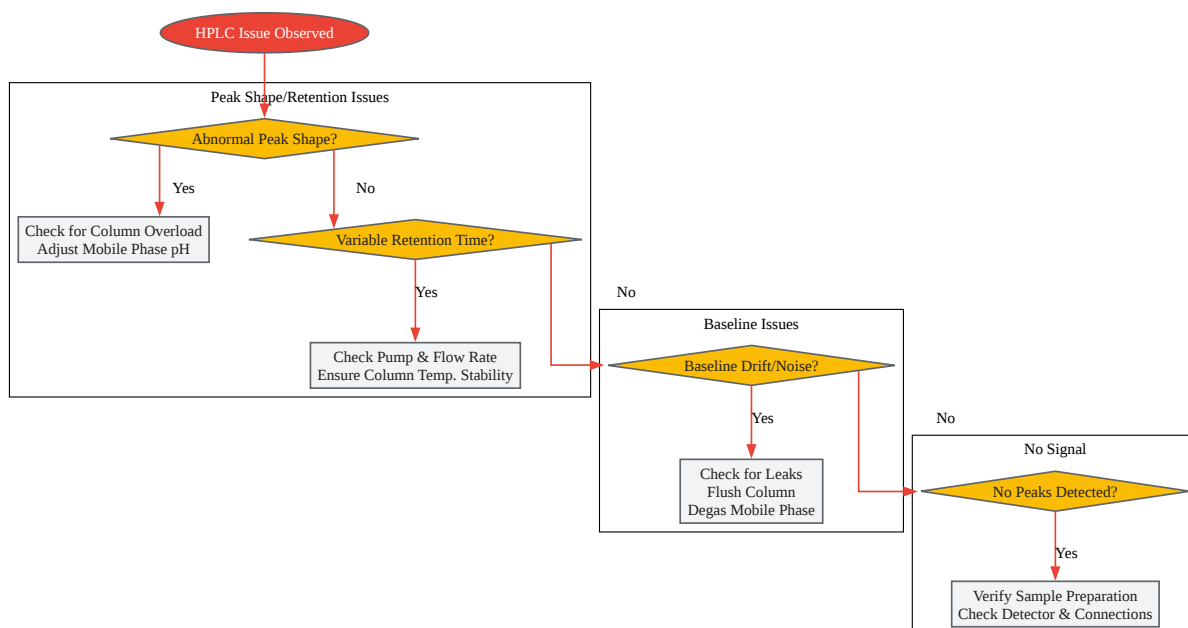 HPLC Issue Observed
Peak Shape/Retention Issues
Abnormal Peak Shape?
Yes
No
Check for Column Overload
Adjust Mobile Phase pH
Variable Retention Time?
Yes
No
Check Pump & Flow Rate
Ensure Column Temp. Stability
Baseline Issues
Baseline Drift/Noise?
Yes
No
Check for Leaks
Flush Column
Degas Mobile Phase
No Signal
No Peaks Detected?
Yes
Verify Sample Preparation
Check Detector & Connections